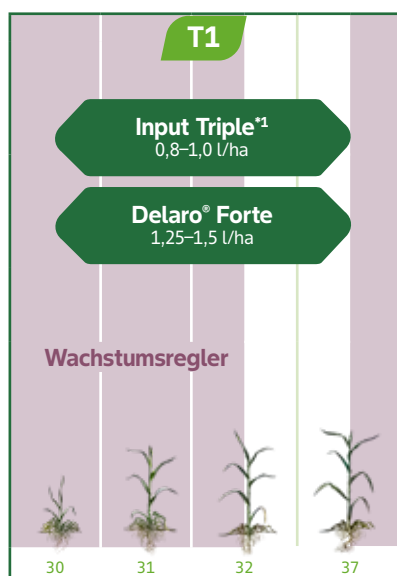 T1
Input Triple*¹
0,8–1,0 l/ha
Delaro® Forte
1,25–1,5 l/ha
Wachstumsregler
30 31 32 37